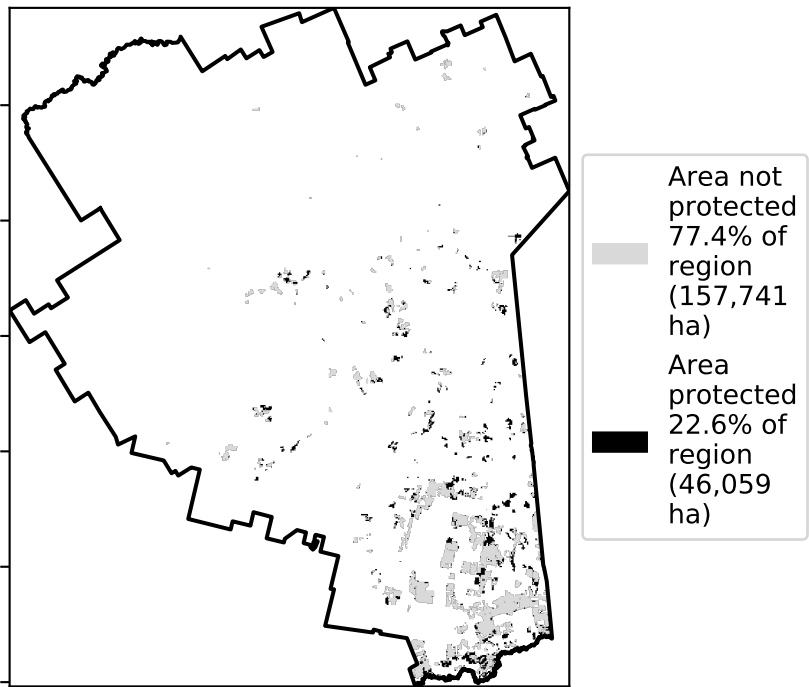 Area not
protected
77.4% of
region
(157,741
ha)
Area
protected
22.6% of
region
(46,059
ha)